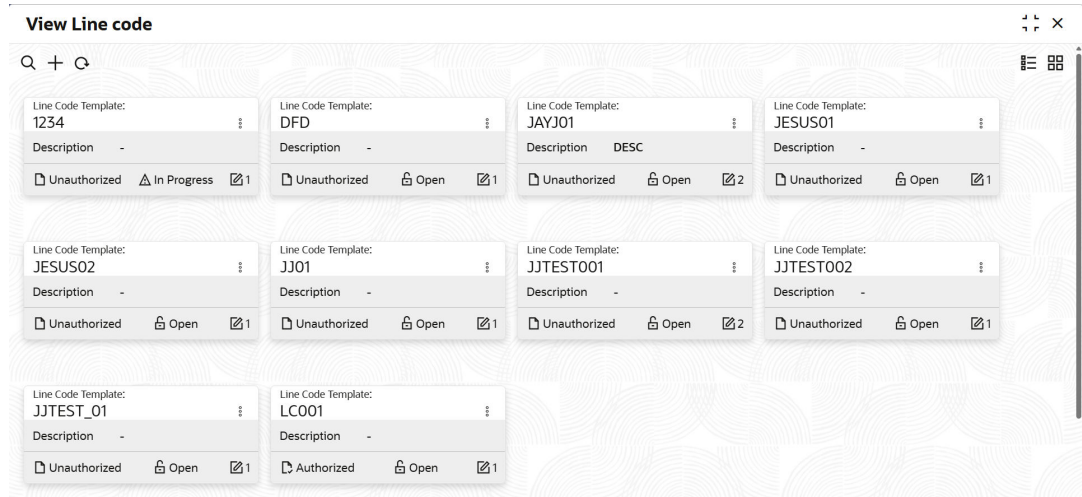 View Line code
Line Code Template: Line Code Template: Line Code Template: Line Code Template:
1234 DFD JAYJ01 JESUS01
Description - Description - Description DESC Description -
Unauthorized In Progress 1 Unauthorized Open 1 Unauthorized Open 2 Unauthorized Open 1
Line Code Template: Line Code Template: Line Code Template: Line Code Template:
JESUS02 JJ01 JJTEST001 JJTEST002
Description - Description - Description - Description -
Unauthorized Open 1 Unauthorized Open 1 Unauthorized Open 2 Unauthorized Open 1
Line Code Template: Line Code Template:
JJTEST_01 LC001
Description - Description -
Unauthorized Open 1 Authorized Open 1